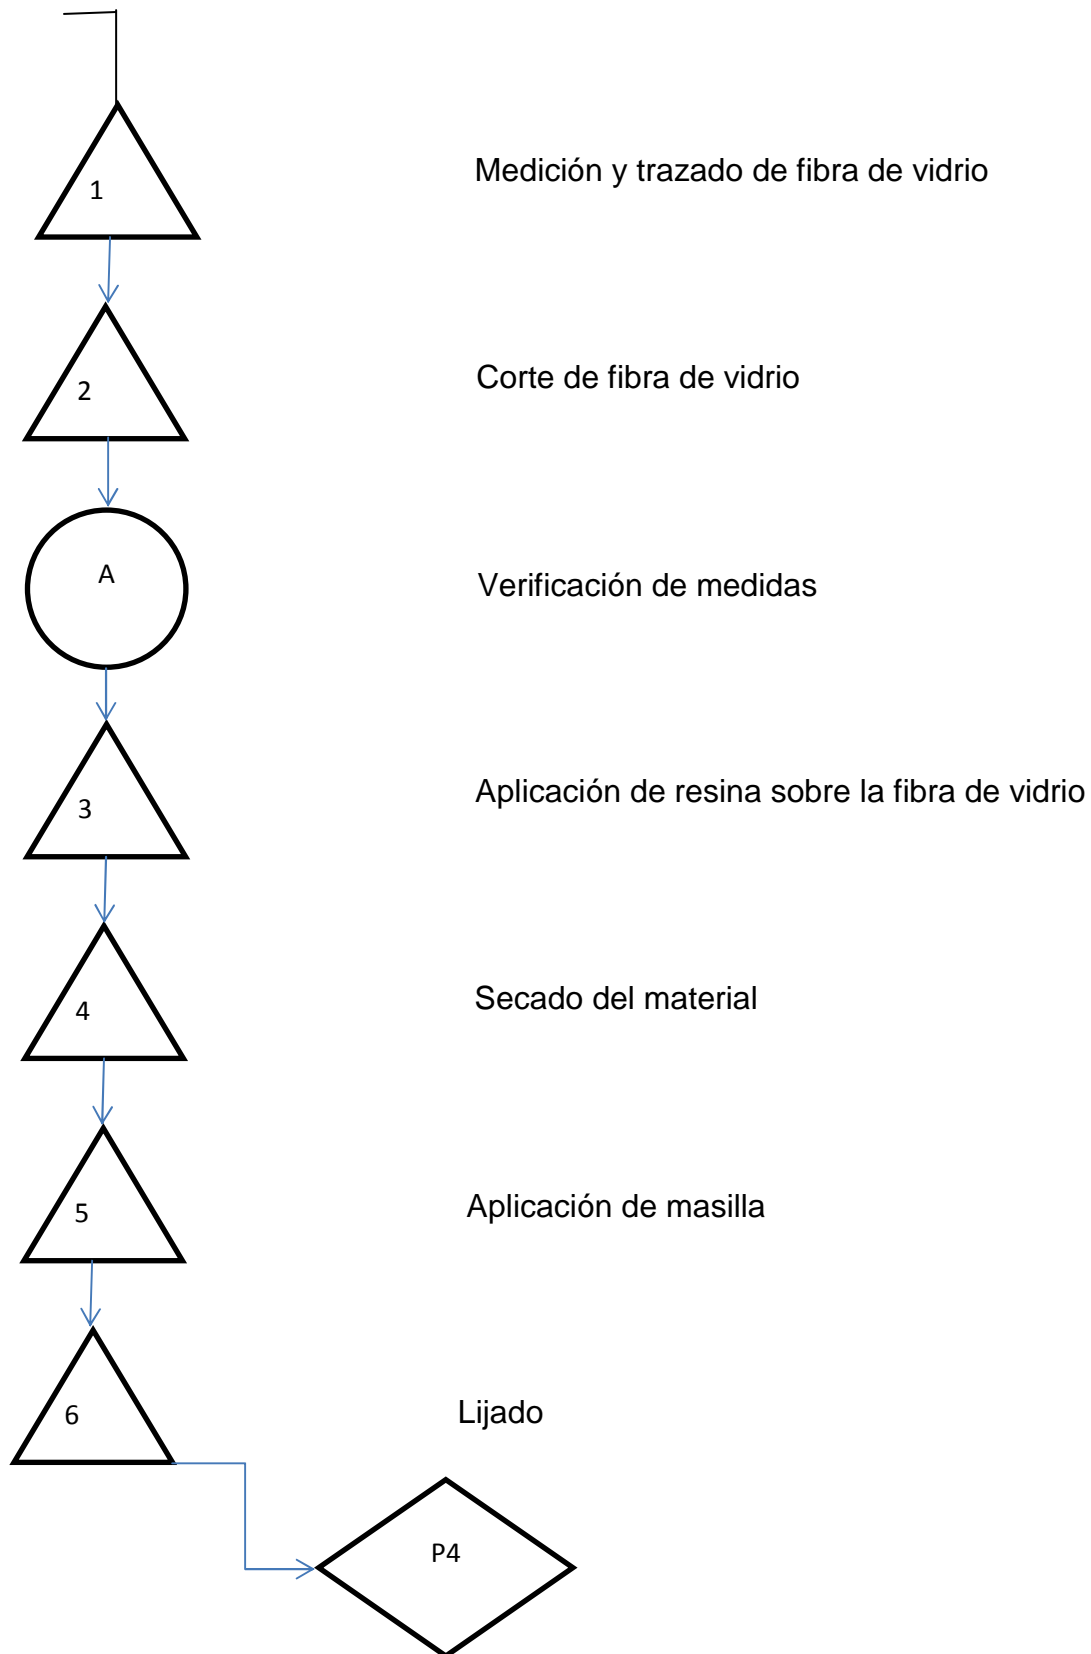 1
Medición y trazado de fibra de vidrio
2
Corte de fibra de vidrio
A
Verificación de medidas
3
Aplicación de resina sobre la fibra de vidrio
4
Secado del material
5
Aplicación de masilla
6
Lijado
P4